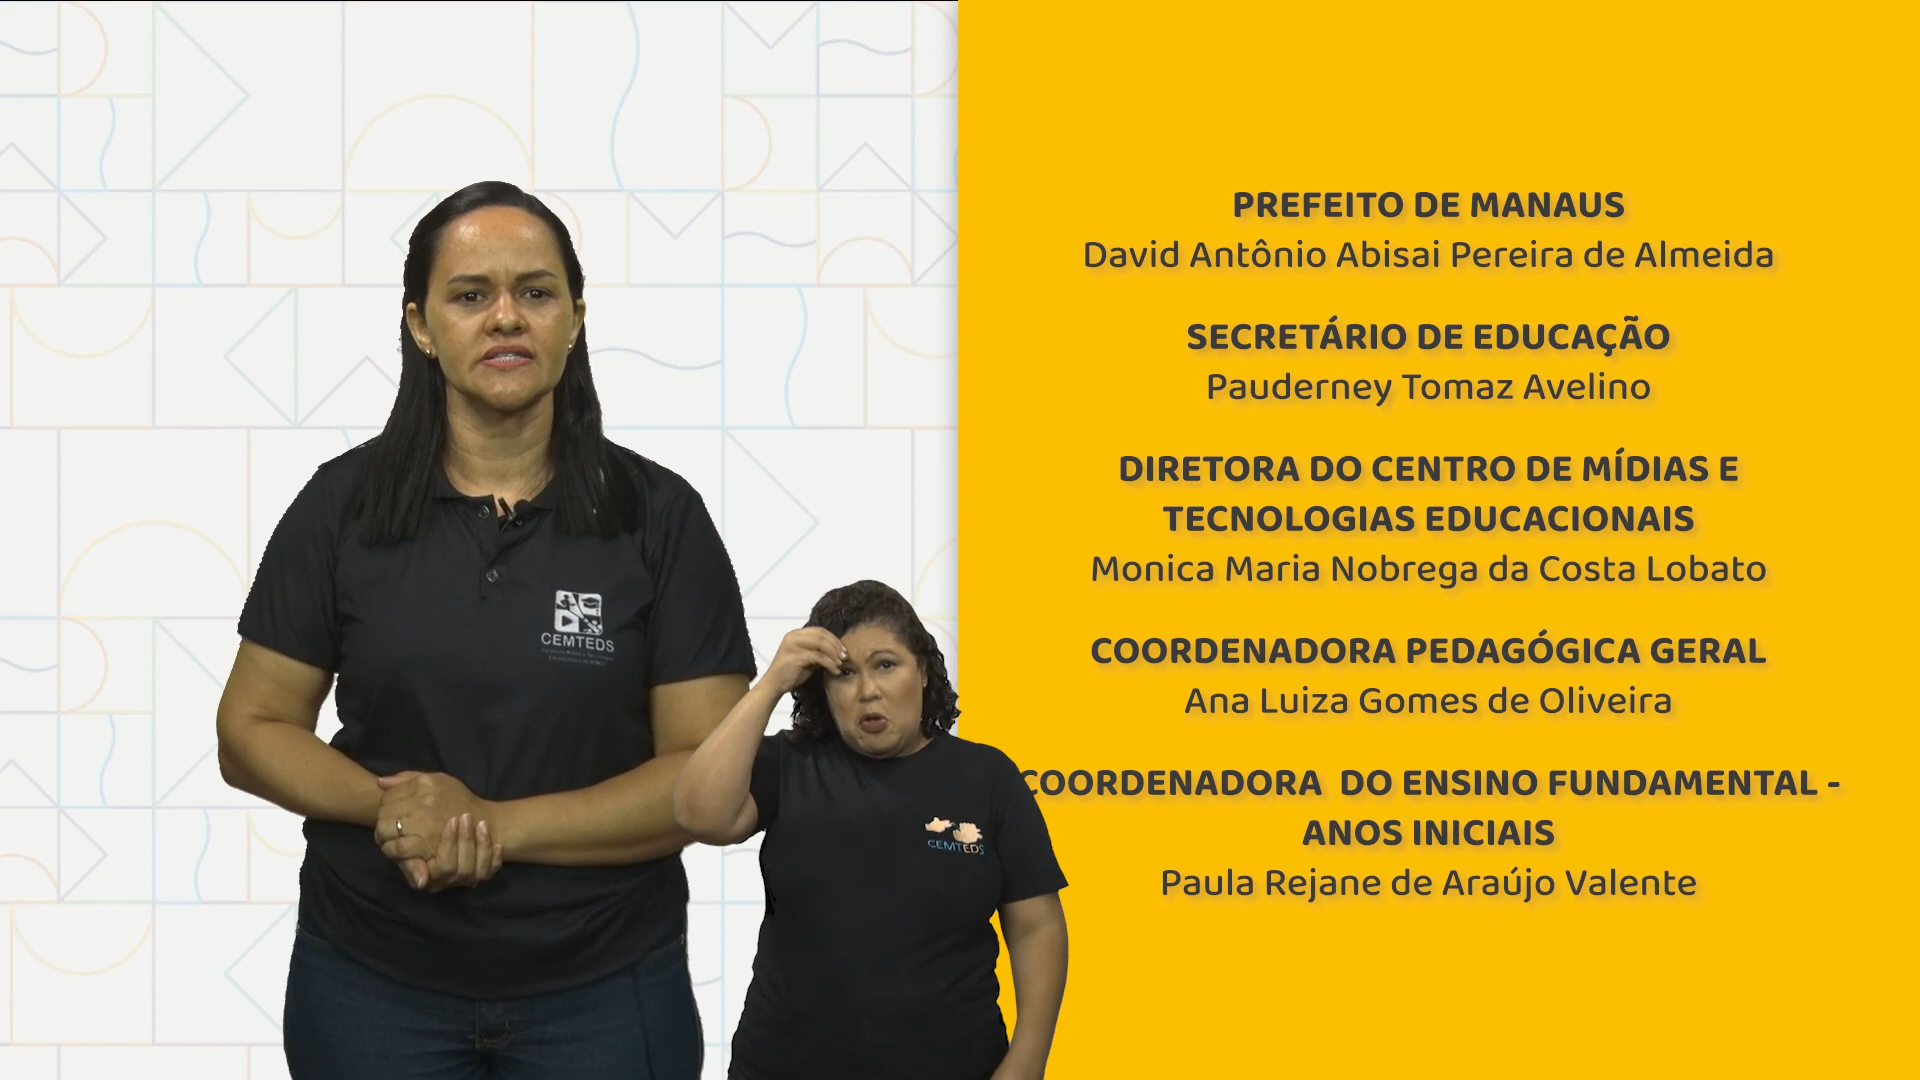 PREFEITO DE MANAUS
David Antônio Abisai Pereira de Almeida
SECRETÁRIO DE EDUCAÇÃO
Pauderney Tomaz Avelino
DIRETORA DO CENTRO DE MÍDIAS E
TECNOLOGIAS EDUCACIONAIS
Monica Maria Nobrega da Costa Lobato
COORDENADORA PEDAGÓGICA GERAL
Ana Luiza Gomes de Oliveira
COORDENADORA DO ENSINO FUNDAMENTAL -
ANOS INICIAIS
Paula Rejane de Araújo Valente
CEMTEDS
CEMTEDS